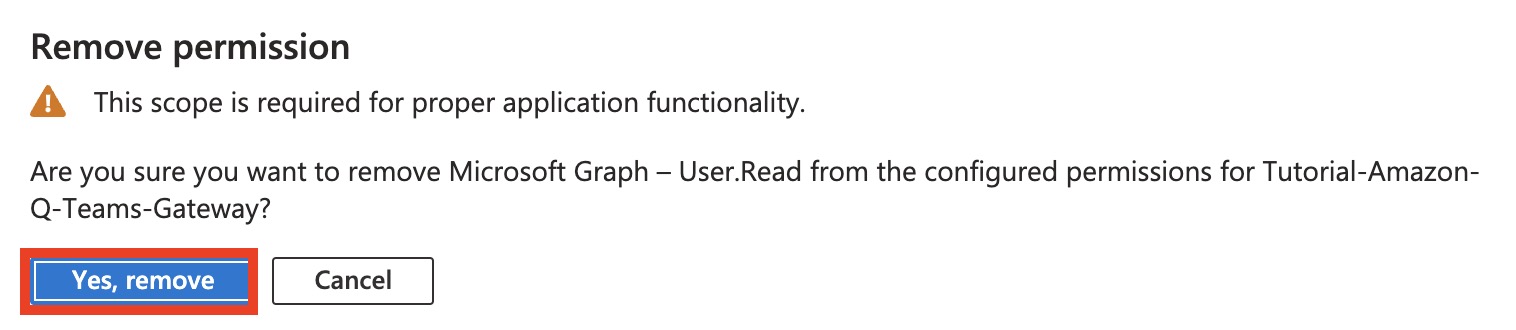 Remove permission
This scope is required for proper application functionality.
Are you sure you want to remove Microsoft Graph – User.Read from the configured permissions for Tutorial-Amazon-
Q-Teams-Gateway?
Yes, remove
Cancel